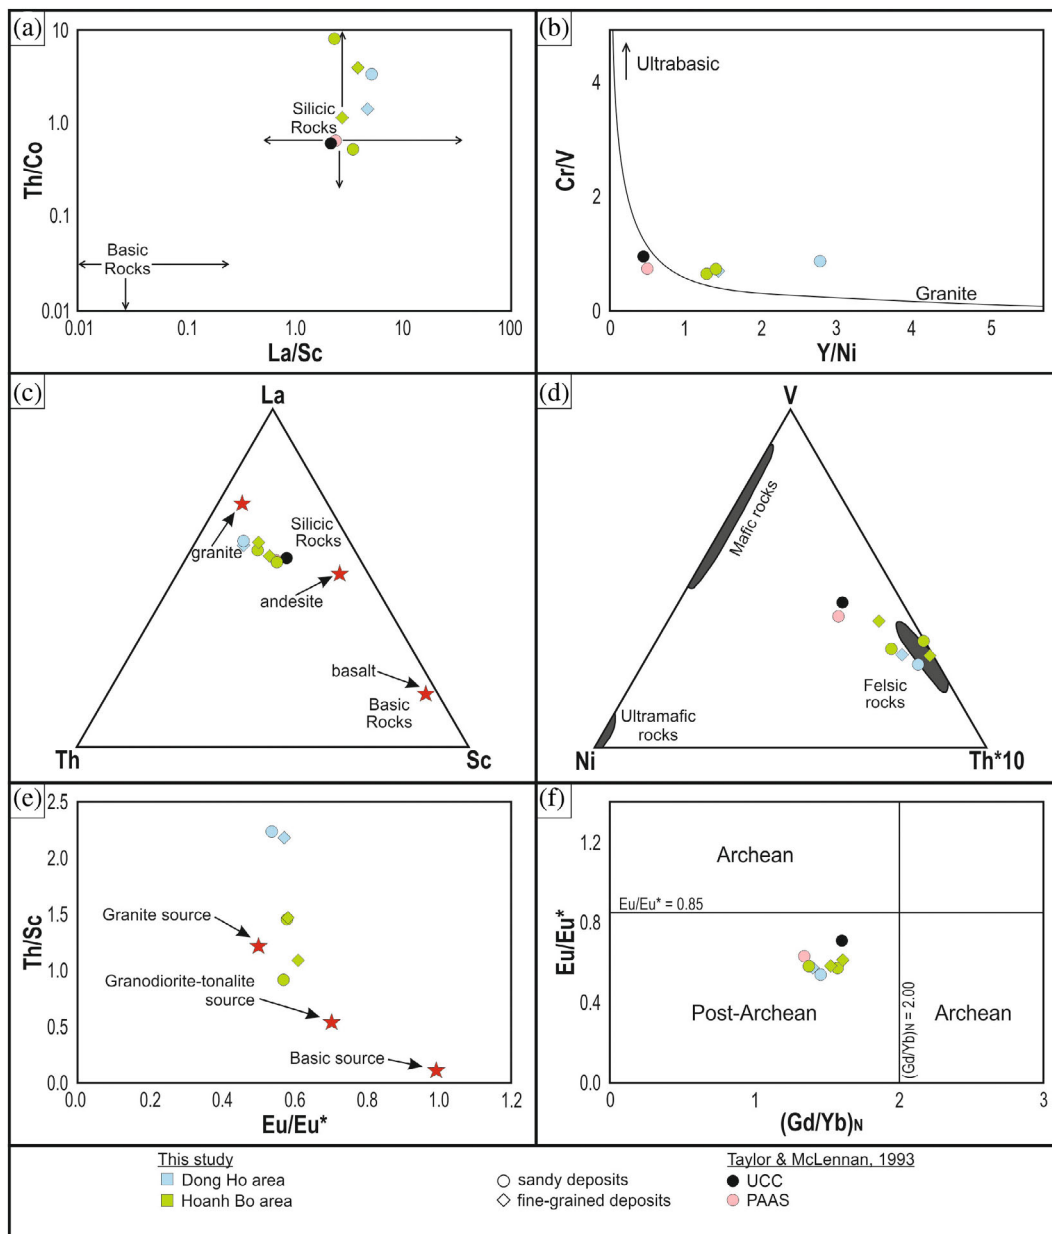 (a)
10
1.0
0.1
0.01
Th/Co
Silicic
Rocks
Basic
Rocks
0.01
0.1
1.0
10
100
La/Sc
(b)
4
2
0
Cr/V
Ultrabasic
Granite
0
1
2
3
4
5
Y/Ni
(c)
La
granite
Silicic
Rocks
andesite
basalt
Basic
Rocks
Th
Sc
(d)
V
Mafic rocks
Felsic
rocks
Ultramafic
rocks
Ni
Th*10
(e)
2.5
2.0
1.5
1.0
0.5
0.0
Th/Sc
Granite source
Granodiorite-tonalite
source
Basic source
0.0
0.2
0.4
0.6
0.8
1.0
1.2
Eu/Eu*
(f)
1.2
0.8
0.4
0.0
Eu/Eu*
Archean
Eu/Eu* = 0.85
Post-Archean
(Gd/Yb)N = 2.00
Archean
0
1
2
3
(Gd/Yb)N
This study
Dong Ho area
Hoanh Bo area
sandy deposits
fine-grained deposits
Taylor & McLennan, 1993
UCC
PAAS